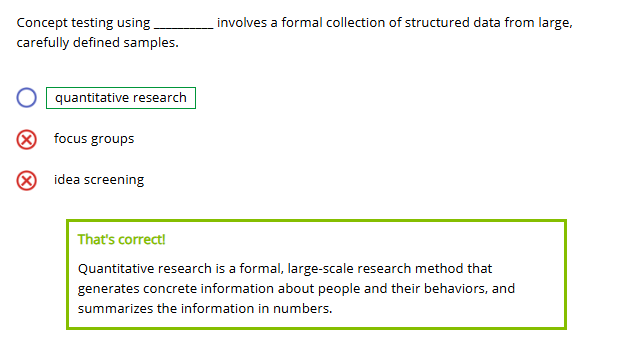 Concept testing using __________ involves a formal collection of structured data from large,
carefully defined samples.
quantitative research
focus groups
idea screening
That's correct!
Quantitative research is a formal, large-scale research method that
generates concrete information about people and their behaviors, and
summarizes the information in numbers.